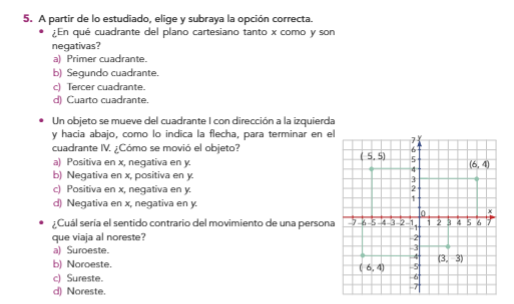 5. A partir de lo estudiado, elige y subraya la opción correcta.
• ¿En qué cuadrante del plano cartesiano tanto x como y son
negativas?
a) Primer cuadrante.
b) Segundo cuadrante.
c) Tercer cuadrante.
d) Cuarto cuadrante.
• Un objeto se mueve del cuadrante I con dirección a la izquierda
y hacia abajo, como lo indica la flecha, para terminar en el
cuadrante IV. ¿Cómo se movió el objeto?
a) Positiva en x, negativa en y.
b) Negativa en x, positiva en y.
c) Positiva en x, negativa en y.
d) Negativa en x, negativa en y.
• ¿Cuál sería el sentido contrario del movimiento de una persona
que viaja al noreste?
a) Suroeste.
b) Noroeste.
c) Sureste.
d) Noreste.
y
7
6
( 5, 5)
5
(6, 4)
4
3
2
1
0
x
-7 -6 -5 -4 -3 -2 -1 1 2 3 4 5 6 7
-1
-2
-3
-4
(3, 3)
( 6, 4)
-5
-6
-7